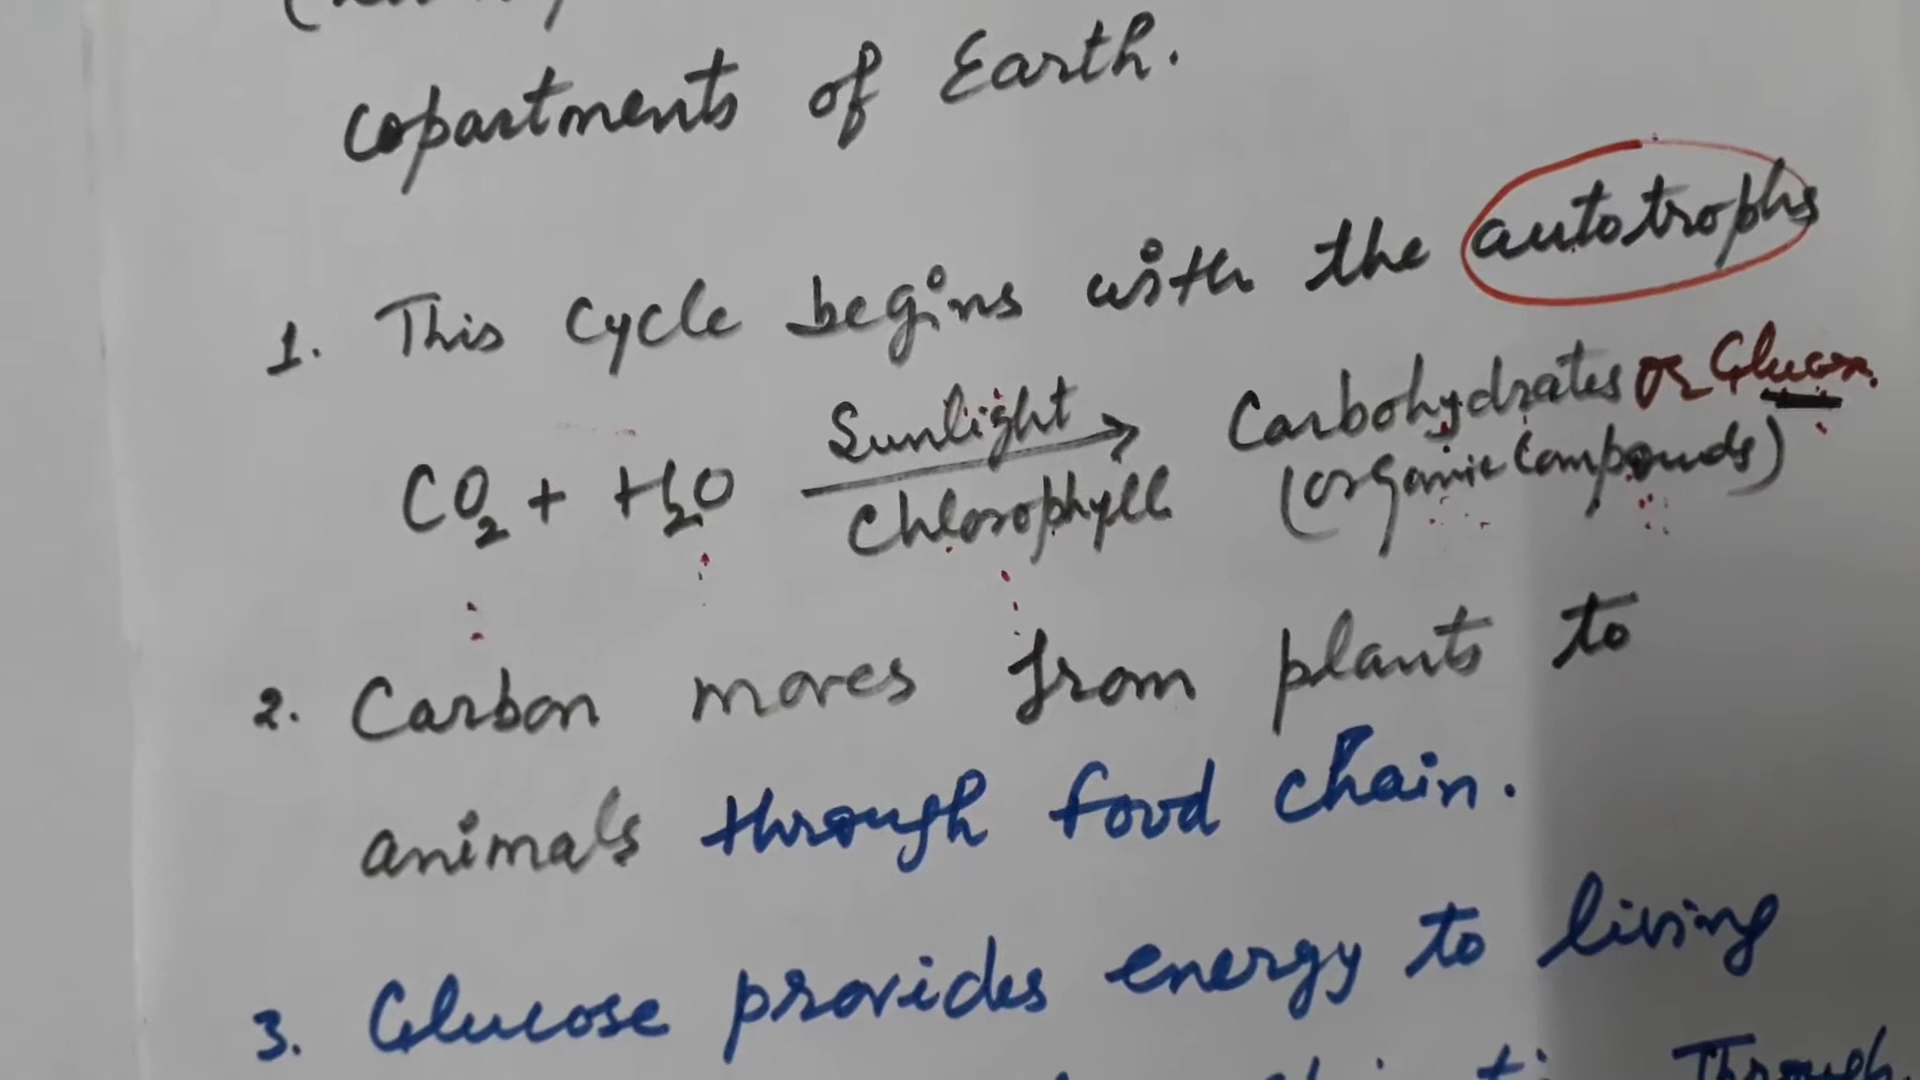 copartments of Earth.
1. This Cycle begins with the autotrophs
CO2 + H2O Sunlight Chlorophyll Carbohydrates or
(organic Compounds)
2. Carbon moves from plants to
animals through food chain.
3. Glucose provides energy to living
Through